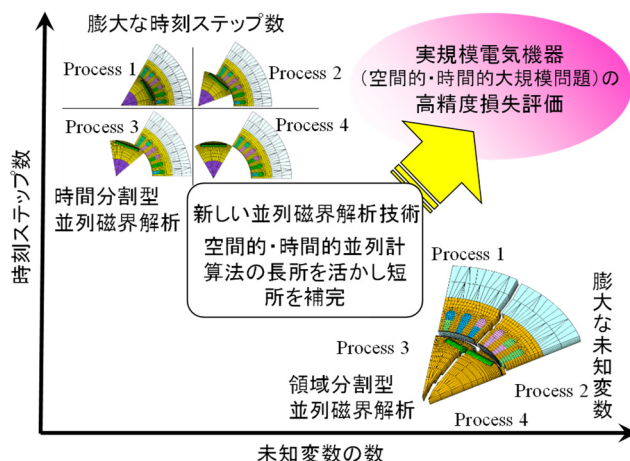 膨大な時刻ステップ数
Process 1
Process 2
Process 3
Process 4
時間分割型
並列磁界解析
実規模電気機器
(空間的・時間的大規模問題)の
高精度損失評価
新しい並列磁界解析技術
空間的・時間的並列計
算法の長所を活かし短
所を補完
Process 1
Process 3
Process 2
Process 4
領域分割型
並列磁界解析
膨大な未知変数
時刻ステップ数
未知変数の数